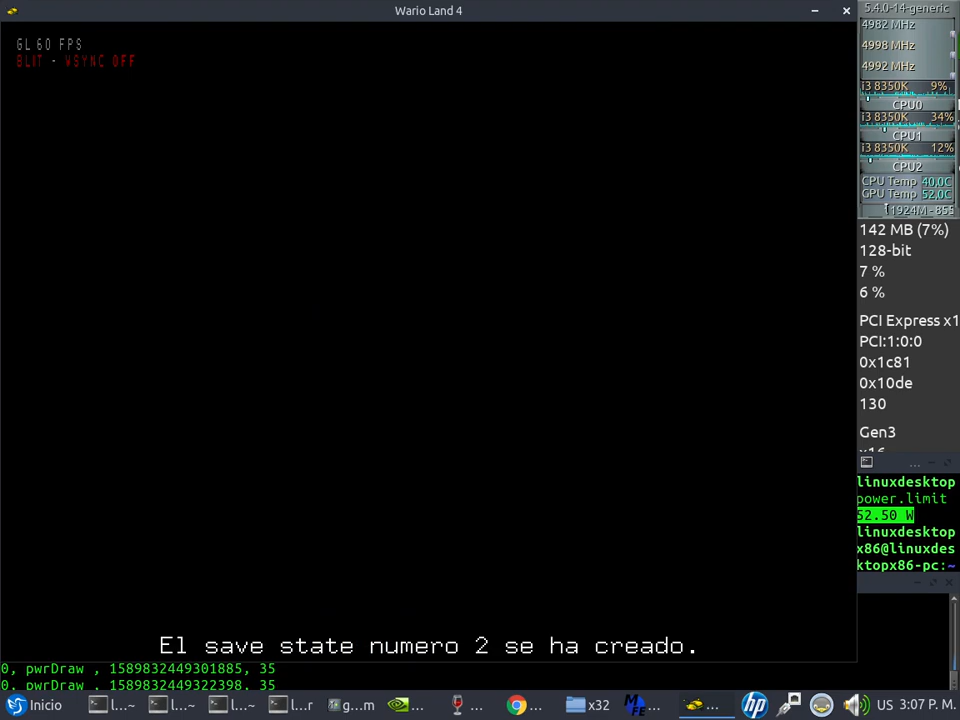 Wario Land 4
GL 60 FPS
BLIT - VSYNC OFF
El save state numero 2 se ha creado.
0, pwrDraw , 1589832449301885, 35
0, pwrDraw , 1589832449322398, 35
5.4.0-14-generic
4982 MHz
4998 MHz
4992 MHz
i3 8350K 9%
CPU0
i3 8350K 34%
CPU1
i3 8350K 12%
CPU2
CPU Temp 40,0C
GPU Temp 52,0C
142 MB (7%)
128-bit
7 %
6 %
PCI Express x1
PCI:1:0:0
0x1c81
0x10de
130
Gen3
...
linuxdesktop
power.limit
52.50 W
linuxdesktop
x86@linuxdes
ktopx86-pc:~
Inicio l...~ l...~ l...~ l...r g...m ... ... ... x32 ... ... US 3:07 P. M.